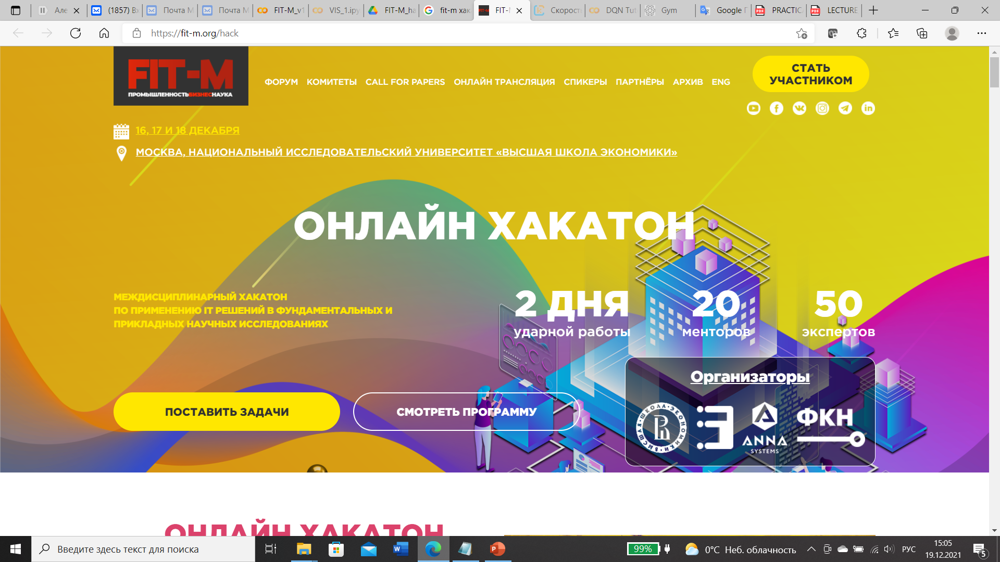 Але
(1857) Вх
Почта M
Почта M
FIT-M_v1
VIS_1.ipy
FIT-M_ha
fit-m хак
FIT-M
Скорост
DQN Tut
Gym
Google П
PRACTIC
LECTURE
https://fit-m.org/hack
FIT-M
ПРОМЫШЛЕННОСТЬБИЗНЕСНАУКА
ФОРУМ КОМИТЕТЫ CALL FOR PAPERS ОНЛАЙН ТРАНСЛЯЦИЯ СПИКЕРЫ ПАРТНЁРЫ АРХИВ ENG
СТАТЬ
УЧАСТНИКОМ
16, 17 И 18 ДЕКАБРЯ
МОСКВА, НАЦИОНАЛЬНЫЙ ИССЛЕДОВАТЕЛЬСКИЙ УНИВЕРСИТЕТ «ВЫСШАЯ ШКОЛА ЭКОНОМИКИ»
ОНЛАЙН ХАКАТОН
МЕЖДИСЦИПЛИНАРНЫЙ ХАКАТОН
ПО ПРИМЕНЕНИЮ IT РЕШЕНИЙ В ФУНДАМЕНТАЛЬНЫХ И
ПРИКЛАДНЫХ НАУЧНЫХ ИССЛЕДОВАНИЯХ
2 ДНЯ
ударной работы
20
менторов
50
экспертов
ПОСТАВИТЬ ЗАДАЧИ
СМОТРЕТЬ ПРОГРАММУ
Организаторы
ВЫСШАЯ ШКОЛА ЭКОНОМИКИ
ANNA
SYSTEMS
ФКН
ОНЛАЙН ХАКАТОН
Введите здесь текст для поиска
99%
0°C Неб. облачность
РУС
15:05
19.12.2021
5